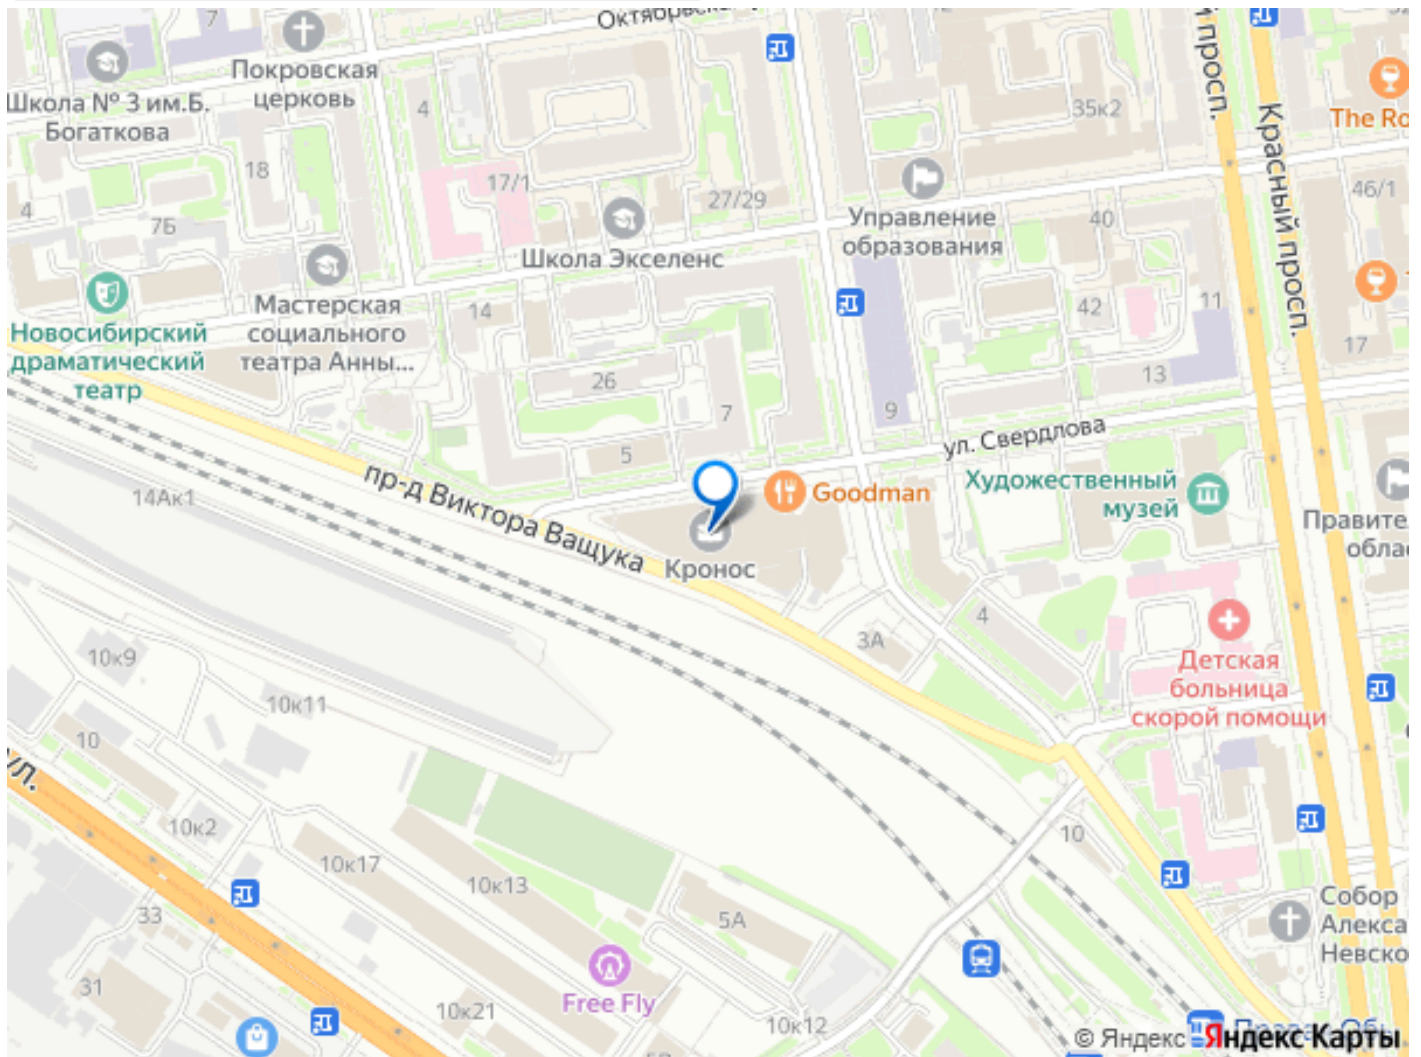 Октябрьская
7
Покровская
церковь
Школа № 3 им.Б.
Богаткова
4
35к2
просп.
Красный просп.
The Ro
18
17/1
27/29
46/1
4
7Б
Школа Экселенс
Управление
образования
40
Мастерская
социального
театра Анны...
14
42
11
17
Новосибирский
драматический
театр
26
7
9
13
ул. Свердлова
5
14Ак1
пр-д Виктора Ващука
Goodman
Художественный
музей
Правите
обла
Кронос
4
3А
Детская
больница
скорой помощи
10к9
10к11
10
ул.
10к2
10к17
10к13
10
5А
33
Собор
Алекса
Невско
31
Free Fly
10к21
10к12
© Яндекс
Яндекс Карты